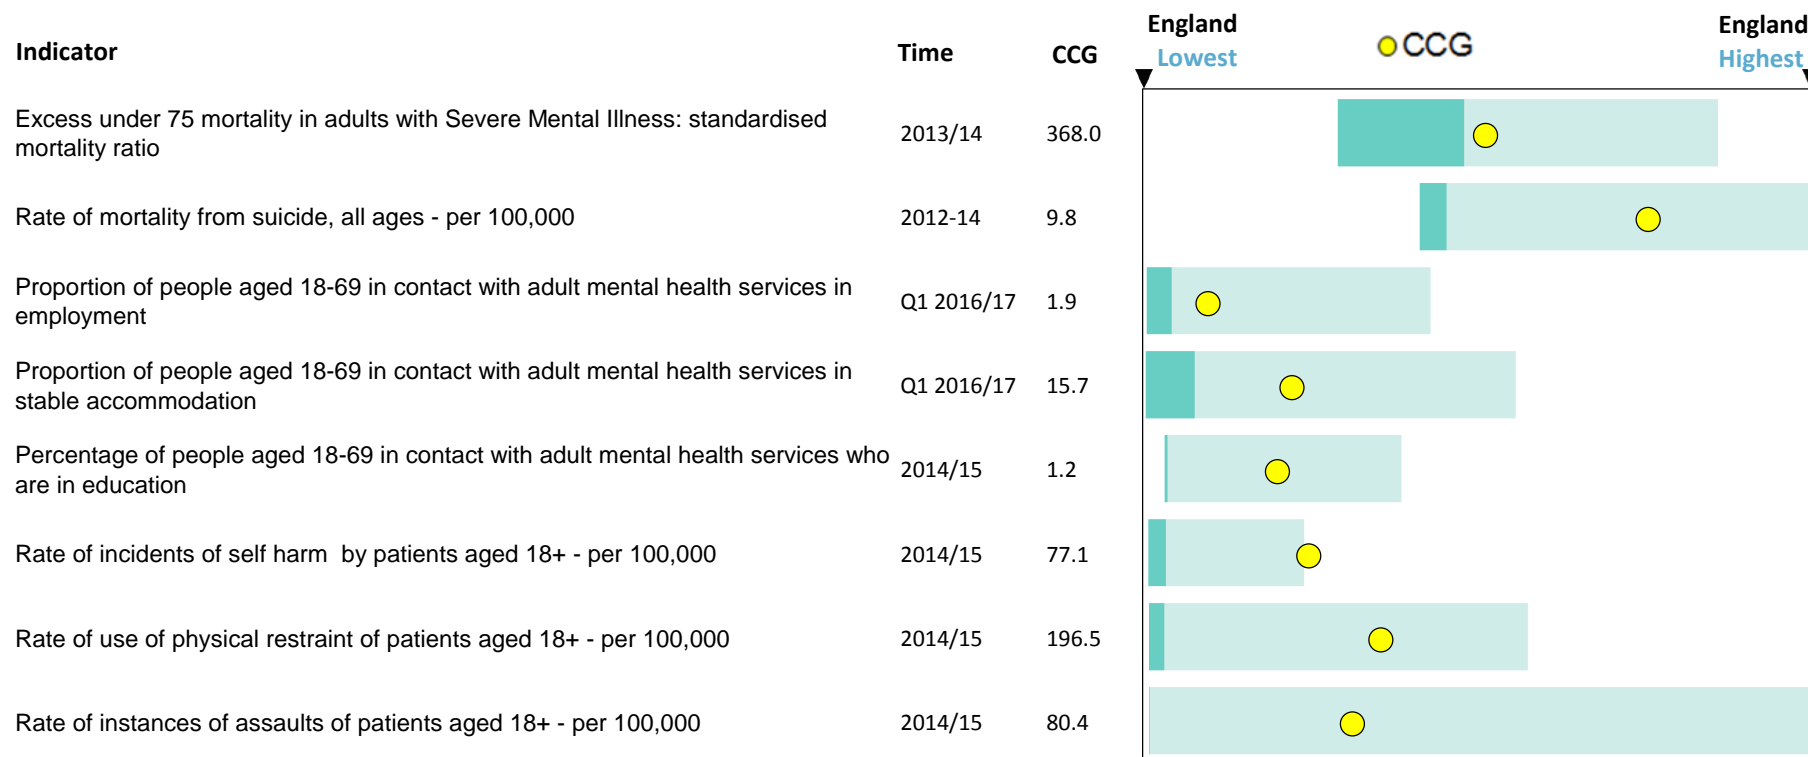 Indicator Time CCG England Lowest CCG England Highest
Excess under 75 mortality in adults with Severe Mental Illness: standardised
mortality ratio 2013/14 368.0
Rate of mortality from suicide, all ages - per 100,000 2012-14 9.8
Proportion of people aged 18-69 in contact with adult mental health services in
employment Q1 2016/17 1.9
Proportion of people aged 18-69 in contact with adult mental health services in
stable accommodation Q1 2016/17 15.7
Percentage of people aged 18-69 in contact with adult mental health services who
are in education 2014/15 1.2
Rate of incidents of self harm  by patients aged 18+ - per 100,000 2014/15 77.1
Rate of use of physical restraint of patients aged 18+ - per 100,000 2014/15 196.5
Rate of instances of assaults of patients aged 18+ - per 100,000 2014/15 80.4